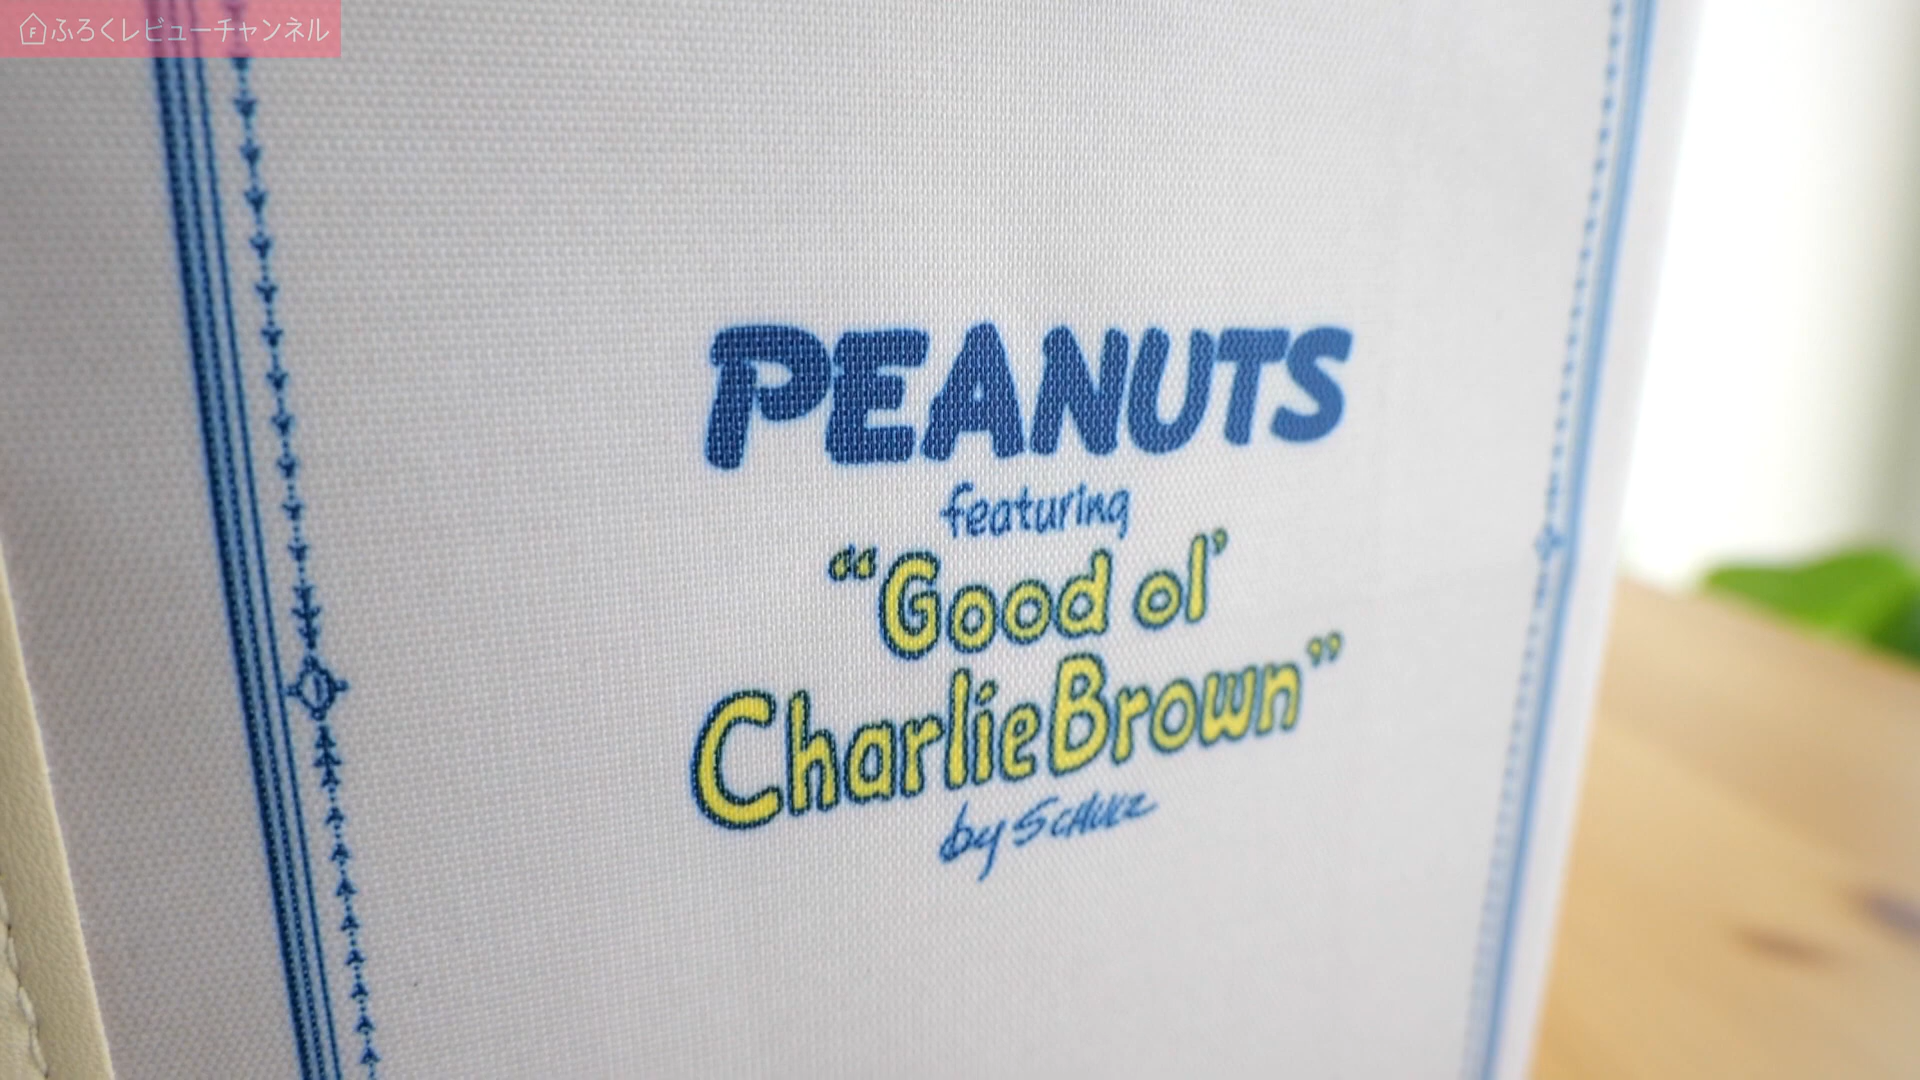 ふろくレビューチャンネル
PEANUTS
featuring
“Good ol’
Charlie Brown”
by SCHULZ